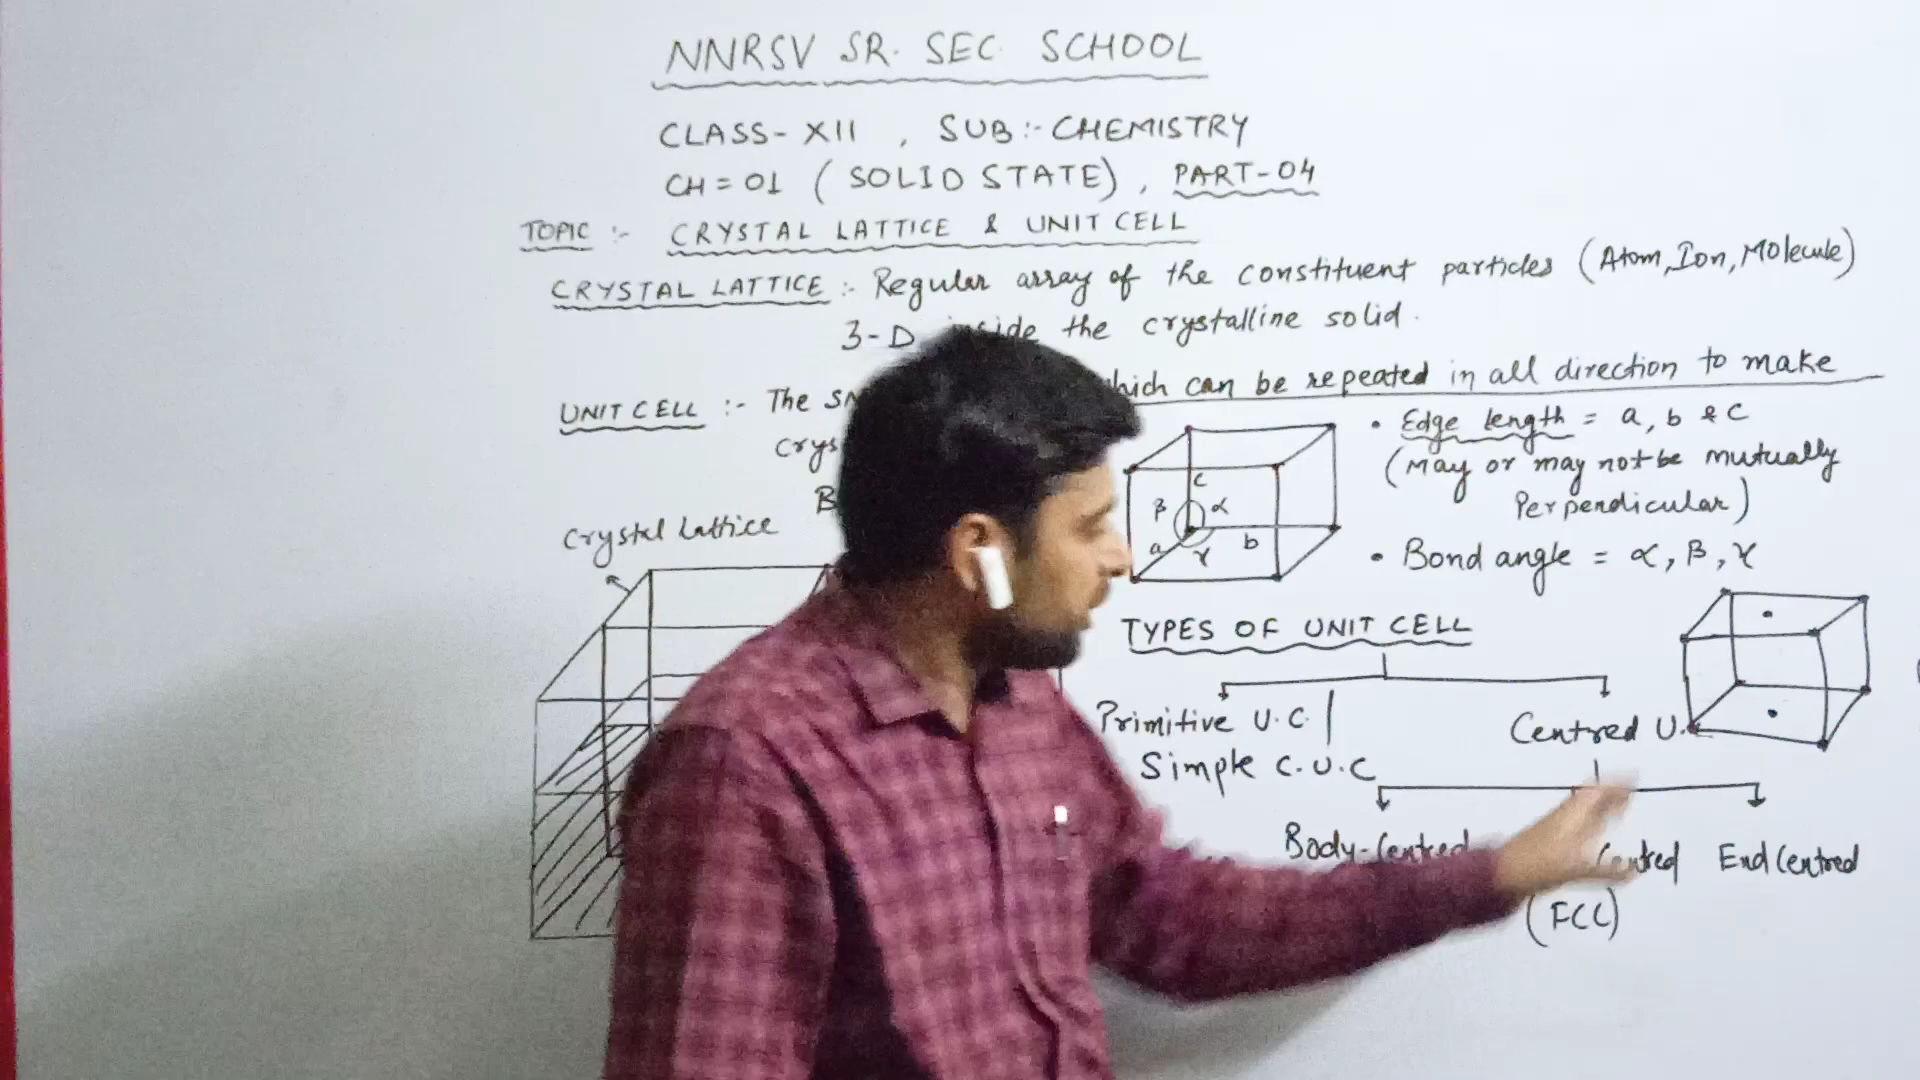 NNRSV SR. SEC. SCHOOL
CLASS-XII , SUB:- CHEMISTRY
CH = 01 (SOLID STATE) , PART-04
TOPIC :- CRYSTAL LATTICE & UNIT CELL
CRYSTAL LATTICE :- Regular array of the constituent particles (Atom, Ion, Molecule)
3-D inside the crystalline solid.
UNIT CELL :- The which can be repeated in all direction to make
• Edge length = a, b & c
(May or may not be mutually
Perpendicular)
Crystal Lattice
c
β α
a γ b
• Bond angle = α, β, γ
TYPES OF UNIT CELL
Primitive U.C. |
Simple C.U.C
Centred U.
Body-Centred
Centred
End Centred
(FCC)